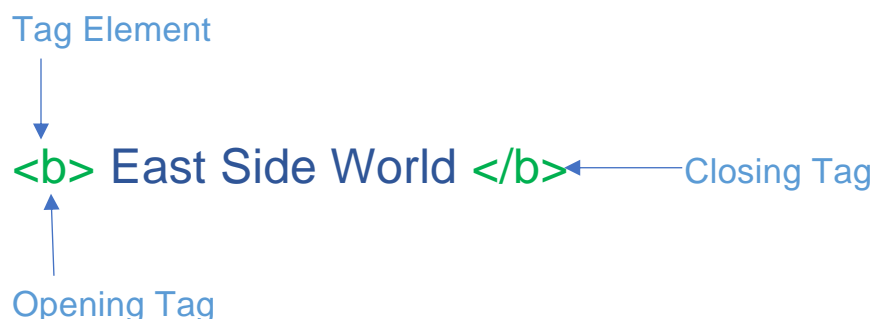 Tag Element
<b> East Side World </b>
Closing Tag
Opening Tag